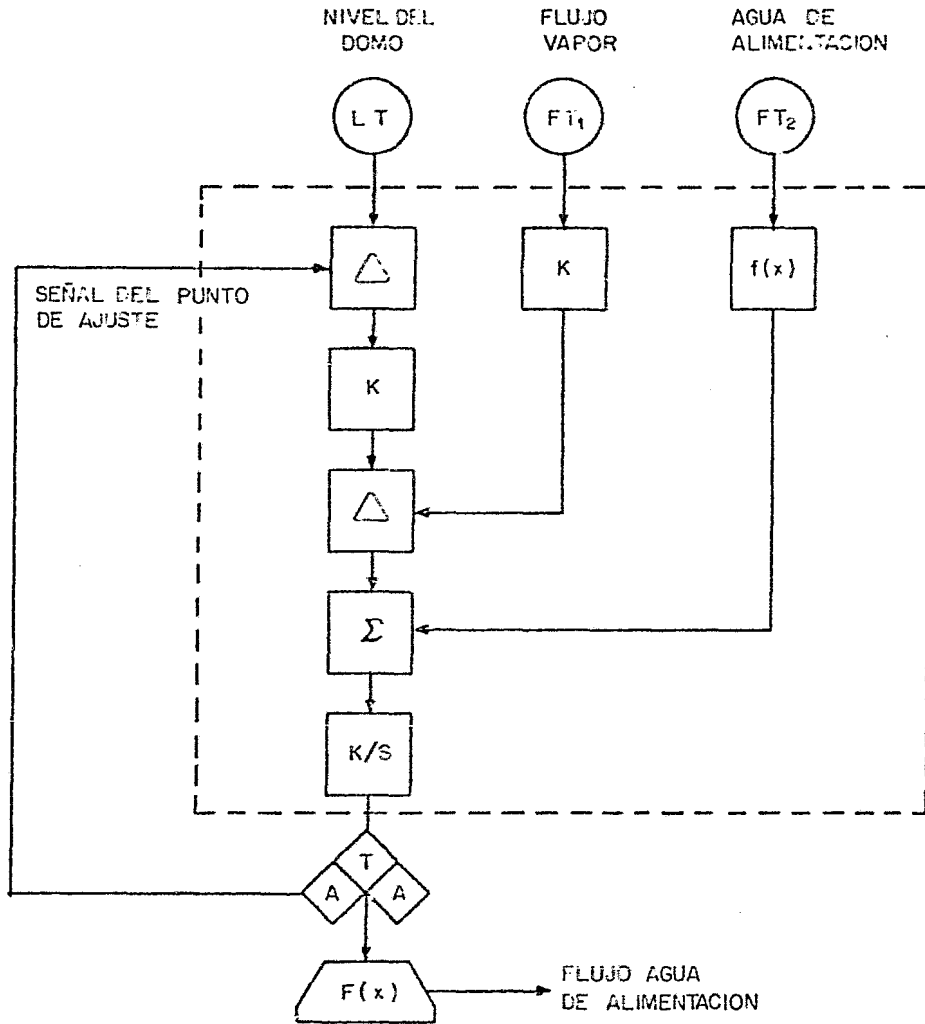 NIVEL DEL
DOMO
FLUJO
VAPOR
AGUA DE
ALIMENTACION
LT
FT₁
FT₂
△
K
f(x)
SEÑAL DEL PUNTO
DE AJUSTE
K
△
Σ
K/S
T
A
A
F(x)
FLUJO AGUA
DE ALIMENTACION